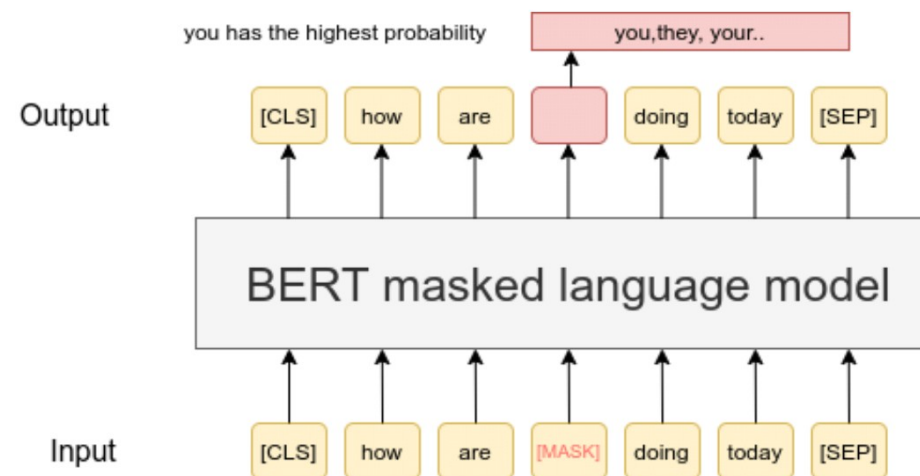 you has the highest probability
you,they, your..
Output
[CLS] how are doing today [SEP]
BERT masked language model
Input
[CLS] how are [MASK] doing today [SEP]